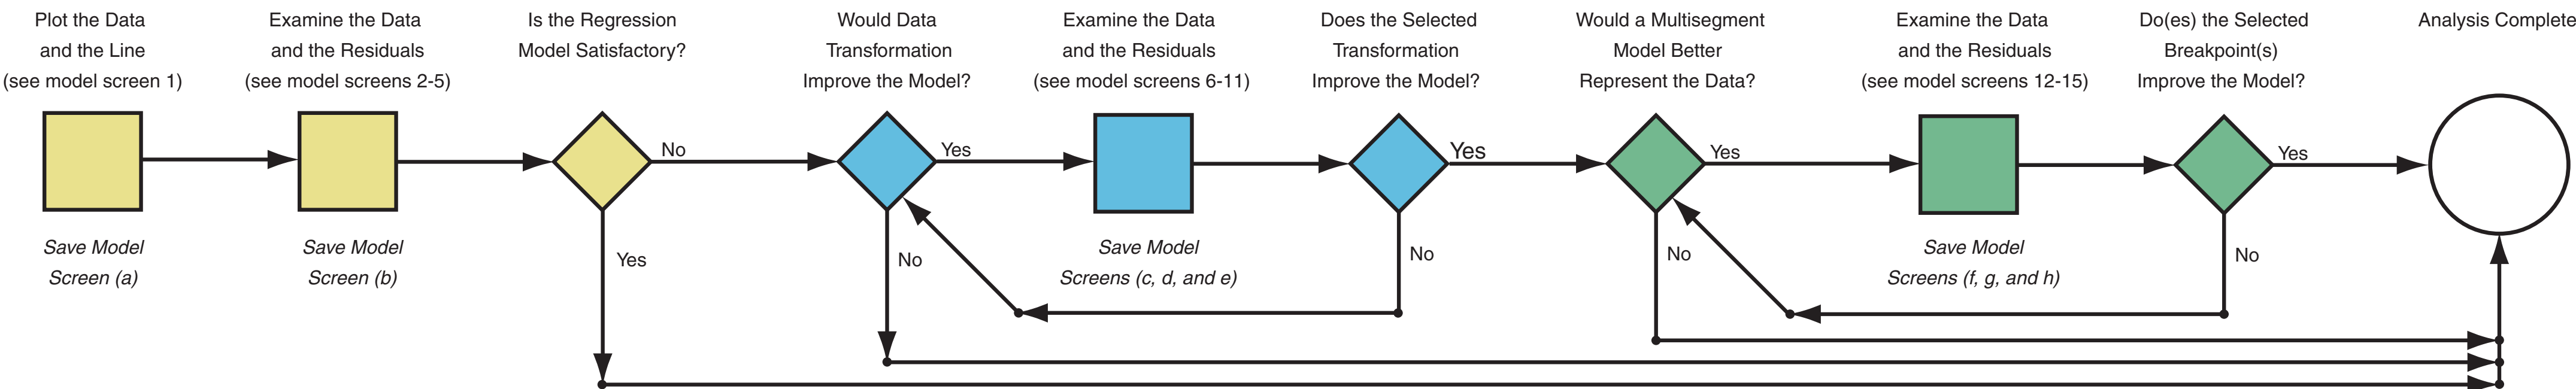 Plot the Data
and the Line
(see model screen 1)
Examine the Data
and the Residuals
(see model screens 2-5)
Is the Regression
Model Satisfactory?
Would Data
Transformation
Improve the Model?
Examine the Data
and the Residuals
(see model screens 6-11)
Does the Selected
Transformation
Improve the Model?
Would a Multisegment
Model Better
Represent the Data?
Examine the Data
and the Residuals
(see model screens 12-15)
Do(es) the Selected
Breakpoint(s)
Improve the Model?
Analysis Complete
No
Yes
Yes
Yes
Yes
Save Model
Screen (a)
Save Model
Screen (b)
Yes
No
Save Model
Screens (c, d, and e)
No
No
Save Model
Screens (f, g, and h)
No